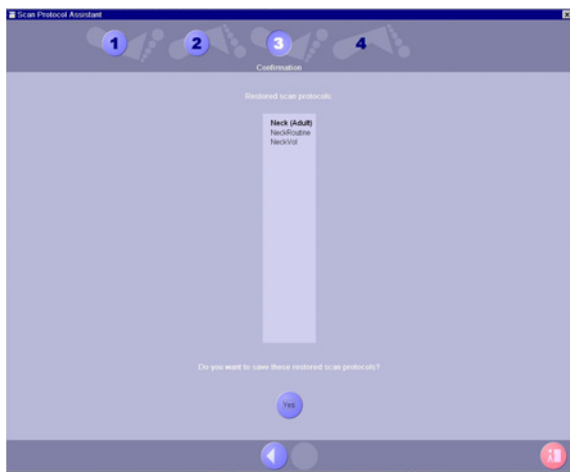 Scan Protocol Assistant
1 2 3 4
Confirmation
Restored scan protocols
Neck (Adult)
NeckRoutine
NeckVol
Do you want to save these restored scan protocols?
Yes